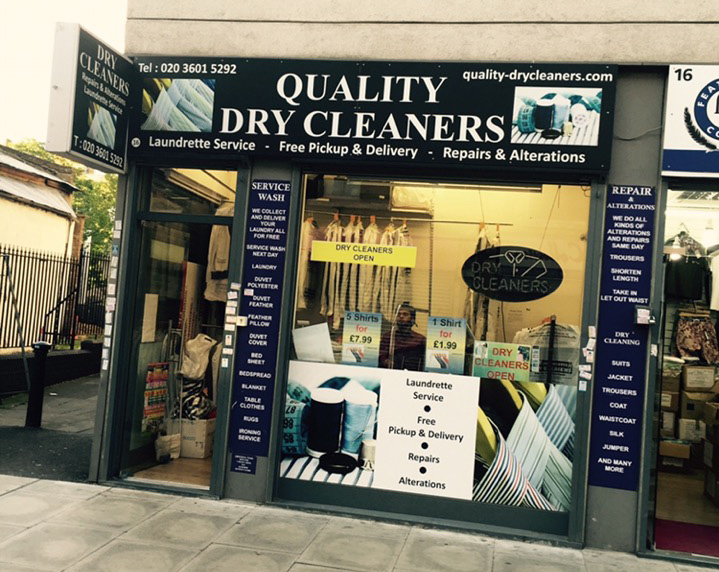 DRY
CLEANERS
Repairs & Alterations
Laundrette Service
T : 020 3601 5292
Tel : 020 3601 5292
quality-drycleaners.com
QUALITY
DRY CLEANERS
Laundrette Service - Free Pickup & Delivery - Repairs & Alterations
16
SERVICE
WASH
WE COLLECT
AND DELIVER
YOUR
LAUNDRY ALL
FOR FREE
SERVICE WASH
NEXT DAY
LAUNDRY
DUVET
POLYESTER
DUVET
FEATHER
FEATHER
PILLOW
DUVET
COVER
BED
SHEET
BEDSPREAD
BLANKET
TABLE
CLOTHES
RUGS
IRONING
SERVICE
DRY CLEANERS
OPEN
DRY
CLEANERS
5 Shirts
for
£7.99
1 Shirt
for
£1.99
DRY
CLEANERS
OPEN
Laundrette
Service
Free
Pickup & Delivery
Repairs
Alterations
REPAIR
&
ALTERATIONS
WE DO ALL
KINDS OF
ALTERATIONS
AND REPAIRS
SAME DAY
TROUSERS
SHORTEN
LENGTH
TAKE IN
LET OUT WAIST
DRY
CLEANING
SUITS
JACKET
TROUSERS
COAT
WAISTCOAT
SILK
JUMPER
AND MANY
MORE